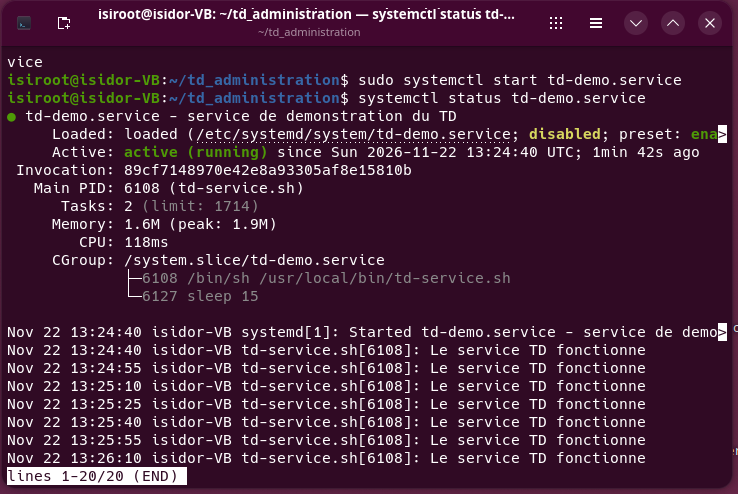 isiroot@isidor-VB: ~/td_administration — systemctl status td-...
~/td_administration
vice
isiroot@isidor-VB:~/td_administration$ sudo systemctl start td-demo.service
isiroot@isidor-VB:~/td_administration$ systemctl status td-demo.service
● td-demo.service - service de demonstration du TD
Loaded: loaded (/etc/systemd/system/td-demo.service; disabled; preset: ena>
Active: active (running) since Sun 2026-11-22 13:24:40 UTC; 1min 42s ago
Invocation: 89cf7148970e42e8a93305af8e15810b
Main PID: 6108 (td-service.sh)
Tasks: 2 (limit: 1714)
Memory: 1.6M (peak: 1.9M)
CPU: 118ms
CGroup: /system.slice/td-demo.service
├─6108 /bin/sh /usr/local/bin/td-service.sh
└─6127 sleep 15
Nov 22 13:24:40 isidor-VB systemd[1]: Started td-demo.service - service de demo>
Nov 22 13:24:40 isidor-VB td-service.sh[6108]: Le service TD fonctionne
Nov 22 13:24:55 isidor-VB td-service.sh[6108]: Le service TD fonctionne
Nov 22 13:25:10 isidor-VB td-service.sh[6108]: Le service TD fonctionne
Nov 22 13:25:25 isidor-VB td-service.sh[6108]: Le service TD fonctionne
Nov 22 13:25:40 isidor-VB td-service.sh[6108]: Le service TD fonctionne
Nov 22 13:25:55 isidor-VB td-service.sh[6108]: Le service TD fonctionne
Nov 22 13:26:10 isidor-VB td-service.sh[6108]: Le service TD fonctionne
lines 1-20/20 (END)